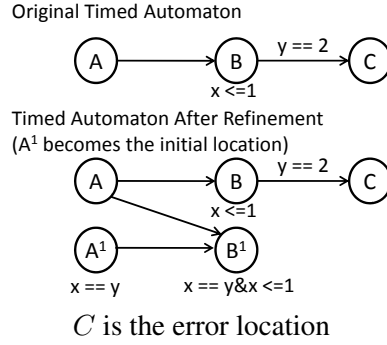 Original Timed Automaton
A B y == 2 C
x <=1
Timed Automaton After Refinement
(A¹ becomes the initial location)
A B y == 2 C
x <=1
A¹ B¹
x == y x == y&x <=1
C is the error location